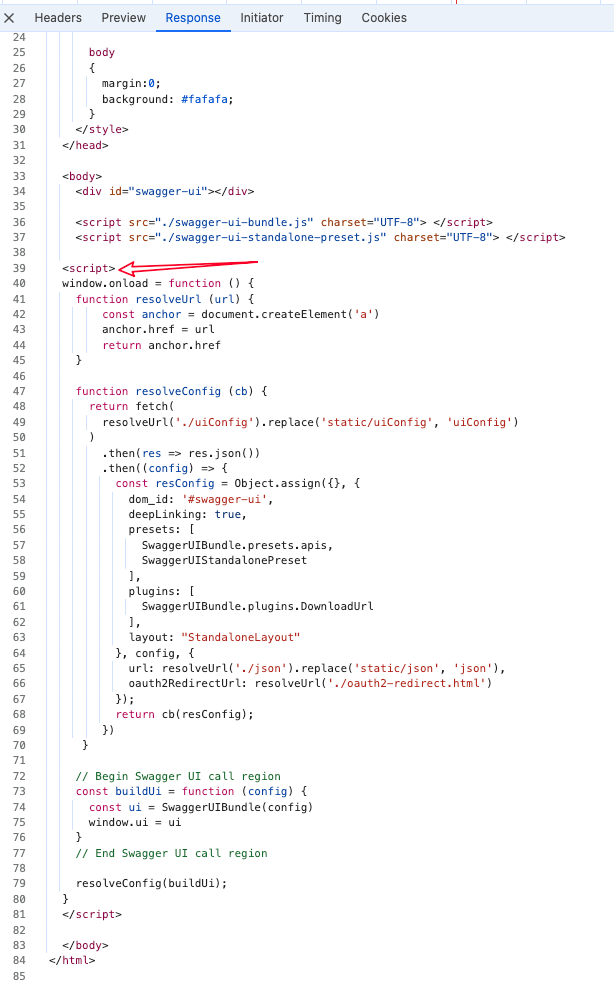 Headers Preview Response Initiator Timing Cookies
24
25 body
26 {
27 margin:0;
28 background: #fafafa;
29 }
30 </style>
31 </head>
32
33 <body>
34 <div id="swagger-ui"></div>
35
36 <script src="./swagger-ui-bundle.js" charset="UTF-8"> </script>
37 <script src="./swagger-ui-standalone-preset.js" charset="UTF-8"> </script>
38
39 <script>
40 window.onload = function () {
41 function resolveUrl (url) {
42 const anchor = document.createElement('a')
43 anchor.href = url
44 return anchor.href
45 }
46
47 function resolveConfig (cb) {
48 return fetch(
49 resolveUrl('./uiConfig').replace('static/uiConfig', 'uiConfig')
50 )
51 .then(res => res.json())
52 .then((config) => {
53 const resConfig = Object.assign({}, {
54 dom_id: '#swagger-ui',
55 deepLinking: true,
56 presets: [
57 SwaggerUIBundle.presets.apis,
58 SwaggerUIStandalonePreset
59 ],
60 plugins: [
61 SwaggerUIBundle.plugins.DownloadUrl
62 ],
63 layout: "StandaloneLayout"
64 }, config, {
65 url: resolveUrl('./json').replace('static/json', 'json'),
66 oauth2RedirectUrl: resolveUrl('./oauth2-redirect.html')
67 });
68 return cb(resConfig);
69 })
70 }
71
72 // Begin Swagger UI call region
73 const buildUi = function (config) {
74 const ui = SwaggerUIBundle(config)
75 window.ui = ui
76 }
77 // End Swagger UI call region
78
79 resolveConfig(buildUi);
80 }
81 </script>
82
83 </body>
84 </html>
85